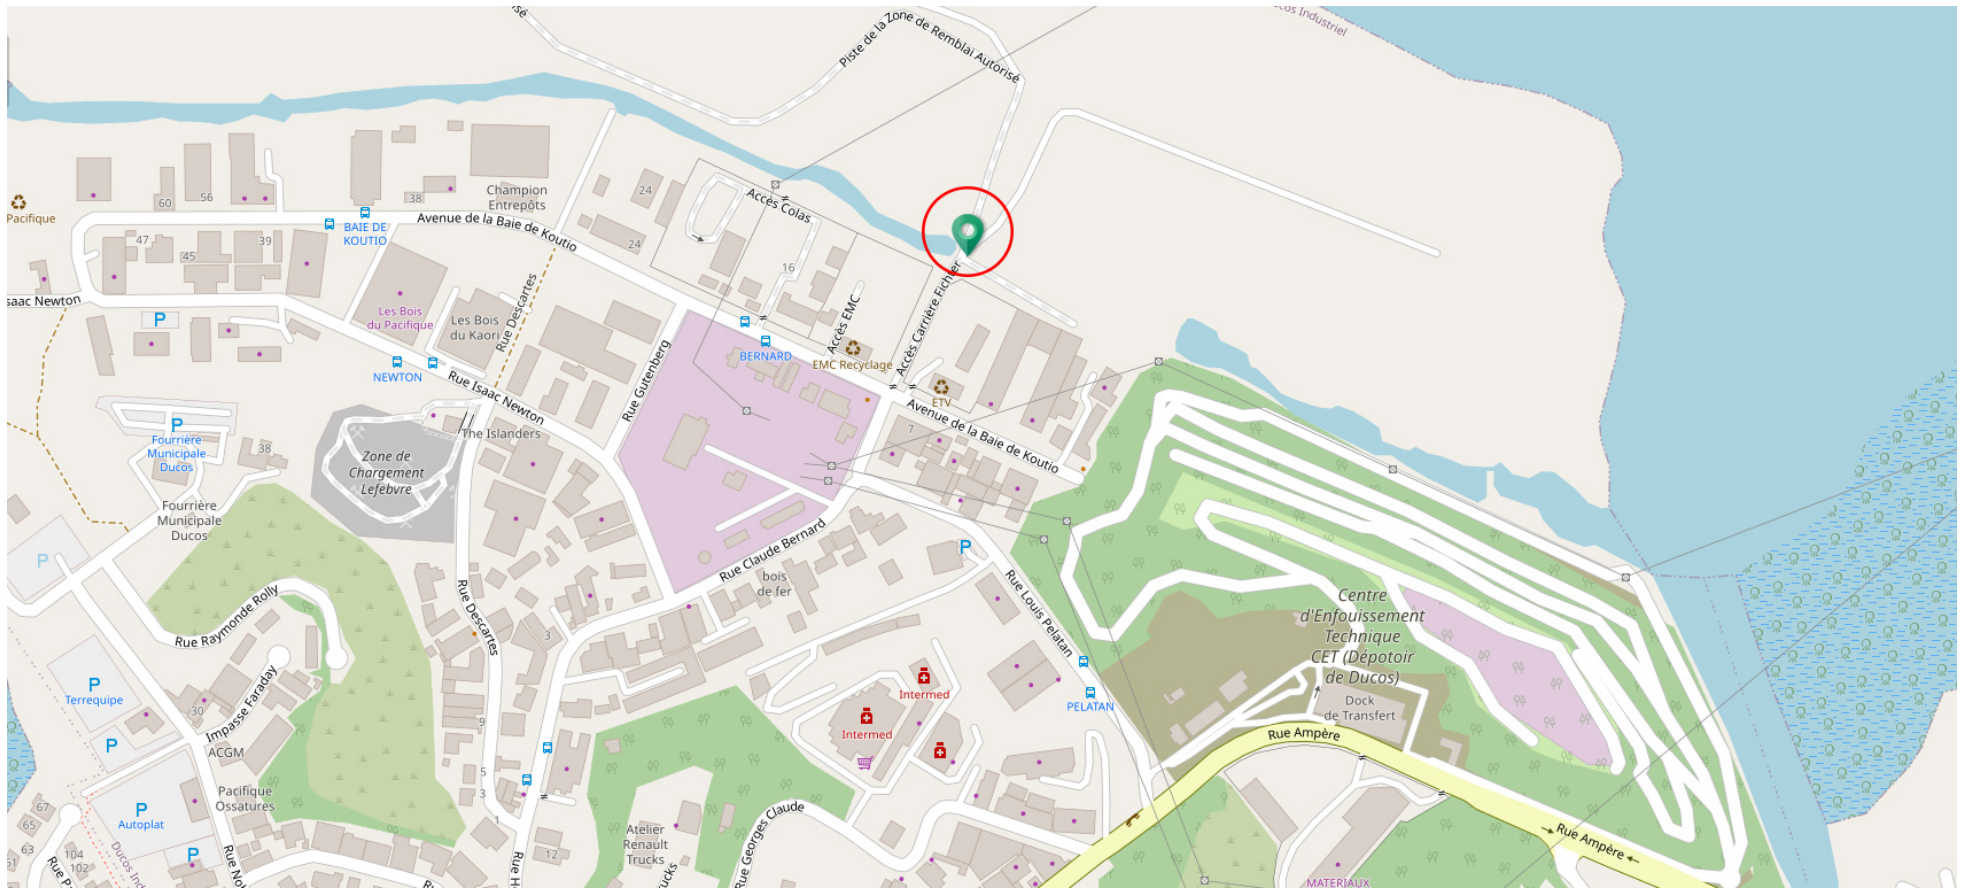 Piste de la Zone de Remblai Autorisé
Ducos Industriel
Pacifique
60
56
38
Champion
Entrepôts
24
Accès Colas
BAIE DE
KOUTIO
Avenue de la Baie de Koutio
47
45
39
24
16
Isaac Newton
Les Bois
du Pacifique
Les Bois
du Kaori
Rue Descartes
Accès EMC
Accès Carrière Fichter
P
BERNARD
EMC Recyclage
NEWTON
Rue Isaac Newton
Rue Gutenberg
ETV
Avenue de la Baie de Koutio
7
P
Fourrière
Municipale
Ducos
38
The Islanders
Zone de
Chargement
Lefebvre
Fourrière
Municipale
Ducos
P
P
Rue Claude Bernard
bois
de fer
Rue Louis Pelatan
Rue Raymonde Rolly
Rue Descartes
3
Centre
d'Enfouissement
Technique
CET (Dépotoir
de Ducos)
P
Terrequipe
30
Impasse Faraday
Intermed
Intermed
PELATAN
Dock
de Transfert
Rue Ampère
P
ACGM
9
5
3
1
Pacifique
Ossatures
67
65
63
61
P
Autoplat
P
104
102
12
Atelier
Renault
Trucks
Rue Georges Claude
Rue Ampère
MATERIAUX